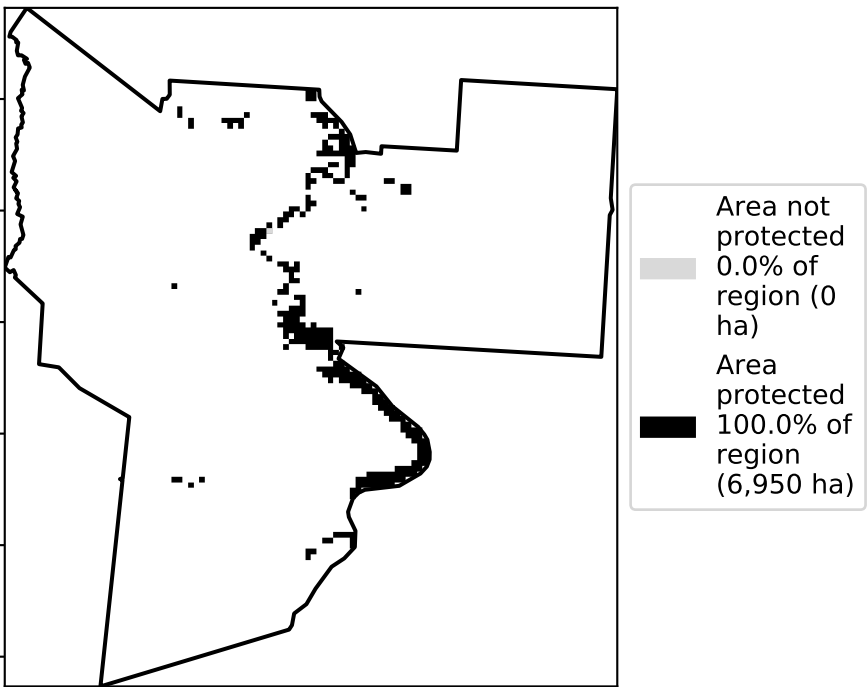 Area not
protected
0.0% of
region (0
ha)
Area
protected
100.0% of
region
(6,950 ha)